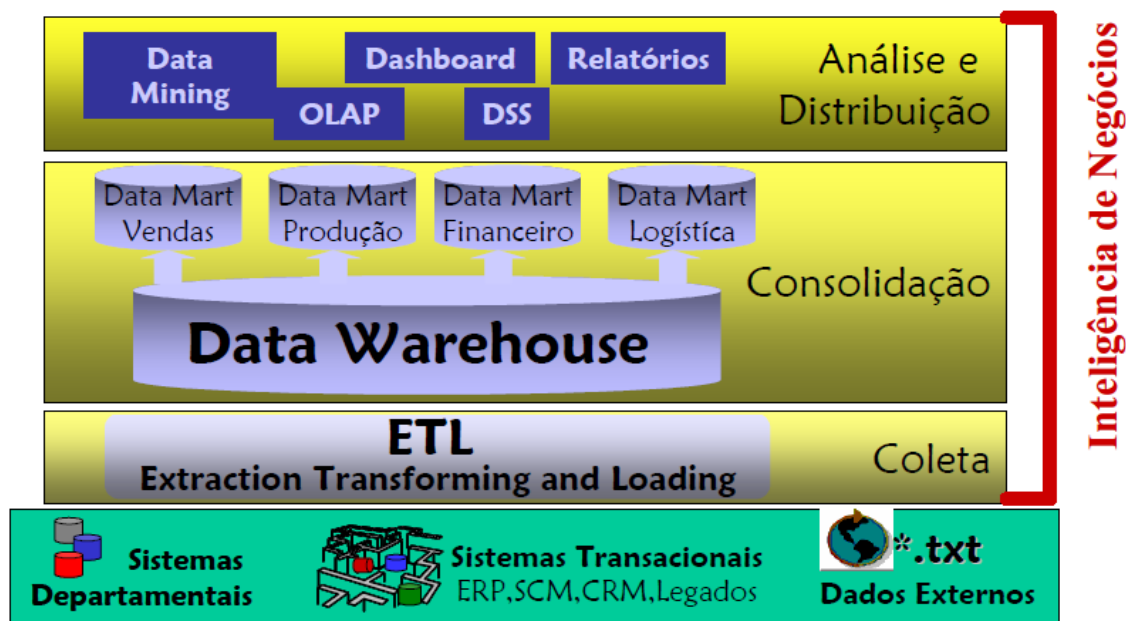 Data
Mining
Dashboard
Relatórios
OLAP
DSS
Análise e
Distribuição
Data Mart
Vendas
Data Mart
Produção
Data Mart
Financeiro
Data Mart
Logística
Consolidação
Data Warehouse
ETL
Extraction Transforming and Loading
Coleta
Inteligência de Negócios
Sistemas
Departamentais
Sistemas Transacionais
ERP,SCM,CRM,Legados
*.txt
Dados Externos